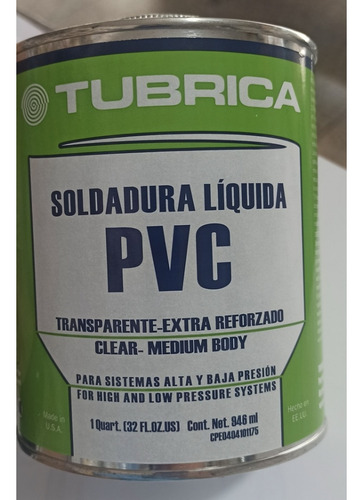 TUBRICA
SOLDADURA LÍQUIDA
PVC
TRANSPARENTE-EXTRA REFORZADO
CLEAR- MEDIUM BODY
PARA SISTEMAS ALTA Y BAJA PRESIÓN
FOR HIGH AND LOW PRESSURE SYSTEMS
Made in
U.S.A.
1 Quart. (32 FL.OZ.US) Cont. Net. 946 ml
CPE0404101175
Hecho en
EE.UU.